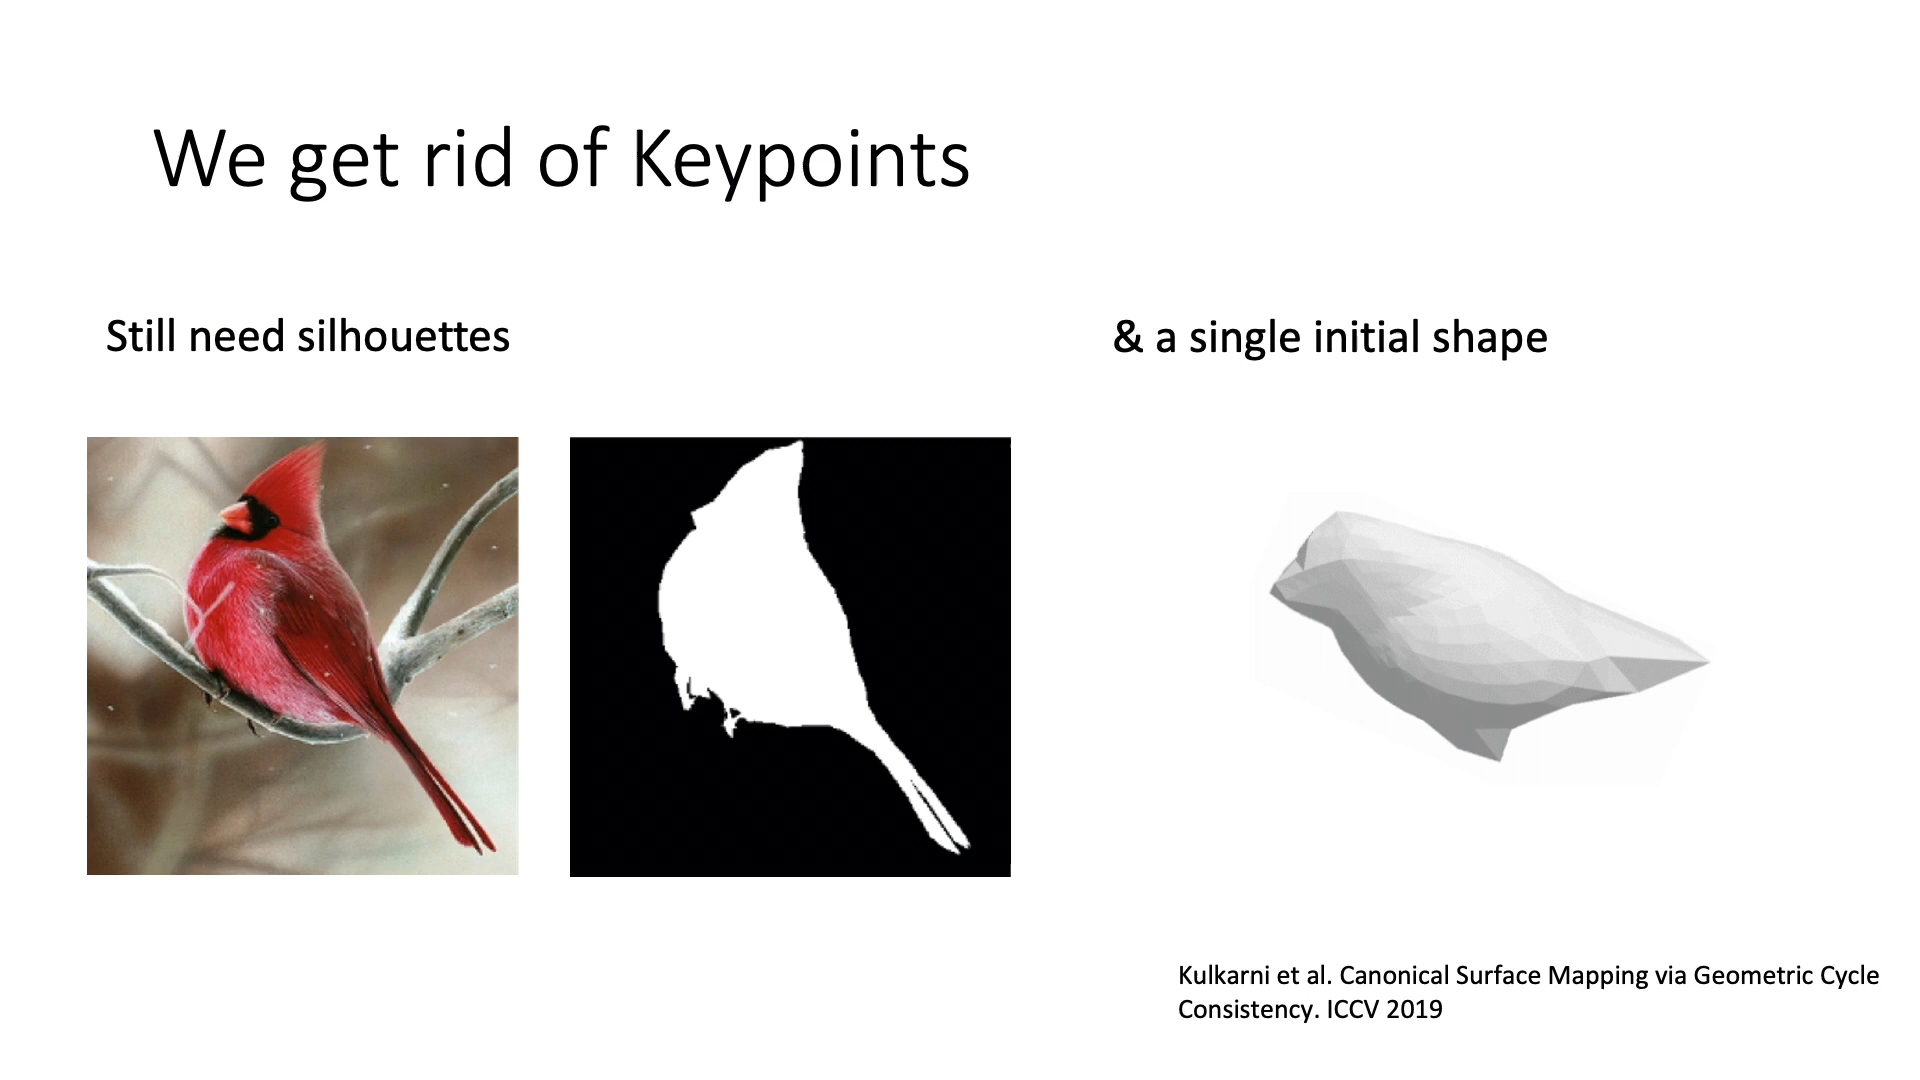 We get rid of Keypoints
Still need silhouettes
& a single initial shape
Kulkarni et al. Canonical Surface Mapping via Geometric Cycle
Consistency. ICCV 2019